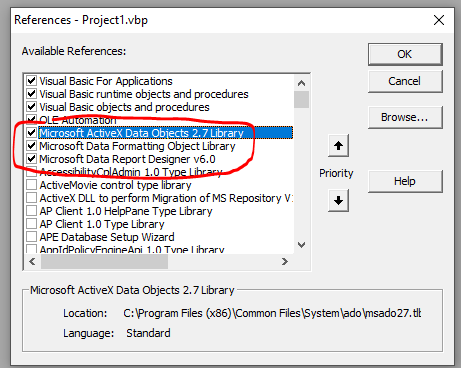 References - Project1.vbp
Available References:
OK
Visual Basic For Applications
Visual Basic runtime objects and procedures
Cancel
Visual Basic objects and procedures
OLE Automation
Browse...
Microsoft ActiveX Data Objects 2.7 Library
Microsoft Data Formatting Object Library
Microsoft Data Report Designer v6.0
AccessibilityCplAdmin 1.0 Type Library
Priority
Help
ActiveMovie control type library
ActiveX DLL to perform Migration of MS Repository V
AP Client 1.0 HelpPane Type Library
AP Client 1.0 Type Library
APE Database Setup Wizard
AppIdPolicyEngineApi 1.0 Type Library
Microsoft ActiveX Data Objects 2.7 Library
Location: C:\Program Files (x86)\Common Files\System\ado\msado27.tl
Language: Standard